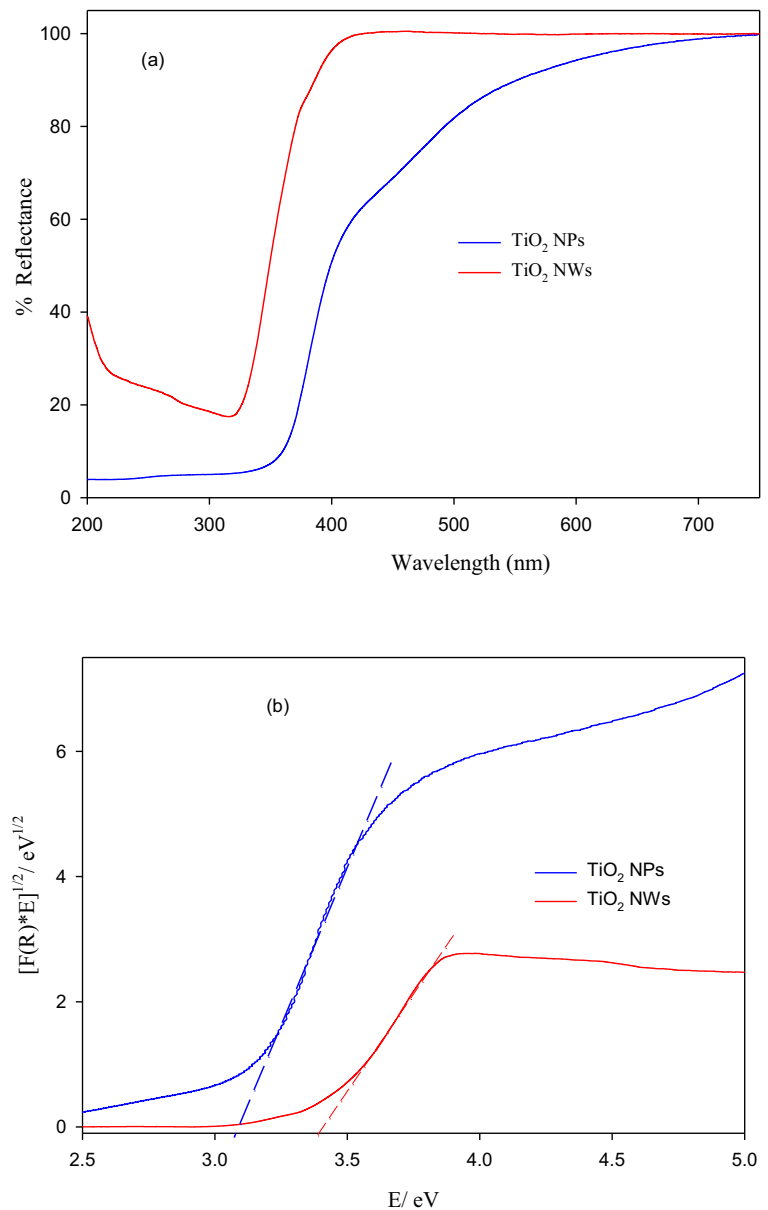 100
80
60
40
20
0
% Reflectance
(a)
TiO2 NPs
TiO2 NWs
200 300 400 500 600 700
Wavelength (nm)
6
4
2
0
[F(R)*E]1/2/ eV1/2
(b)
TiO2 NPs
TiO2 NWs
2.5 3.0 3.5 4.0 4.5 5.0
E/ eV